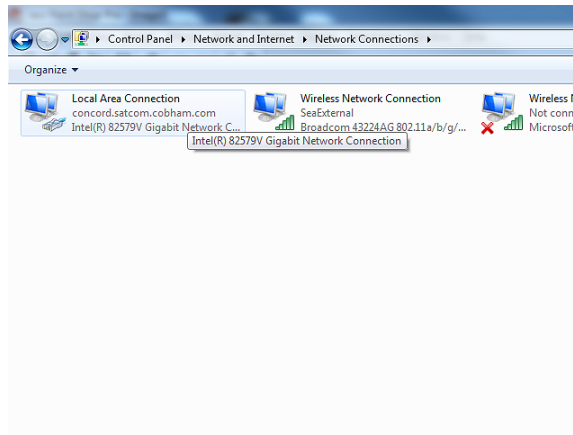 Control Panel Network and Internet Network Connections
Organize
Local Area Connection
concord.satcom.cobham.com
Intel(R) 82579V Gigabit Network C...
Wireless Network Connection
SeaExternal
Broadcom 43224AG 802.11a/b/g/...
Wireless
Not conn
Microsoft
Intel(R) 82579V Gigabit Network Connection